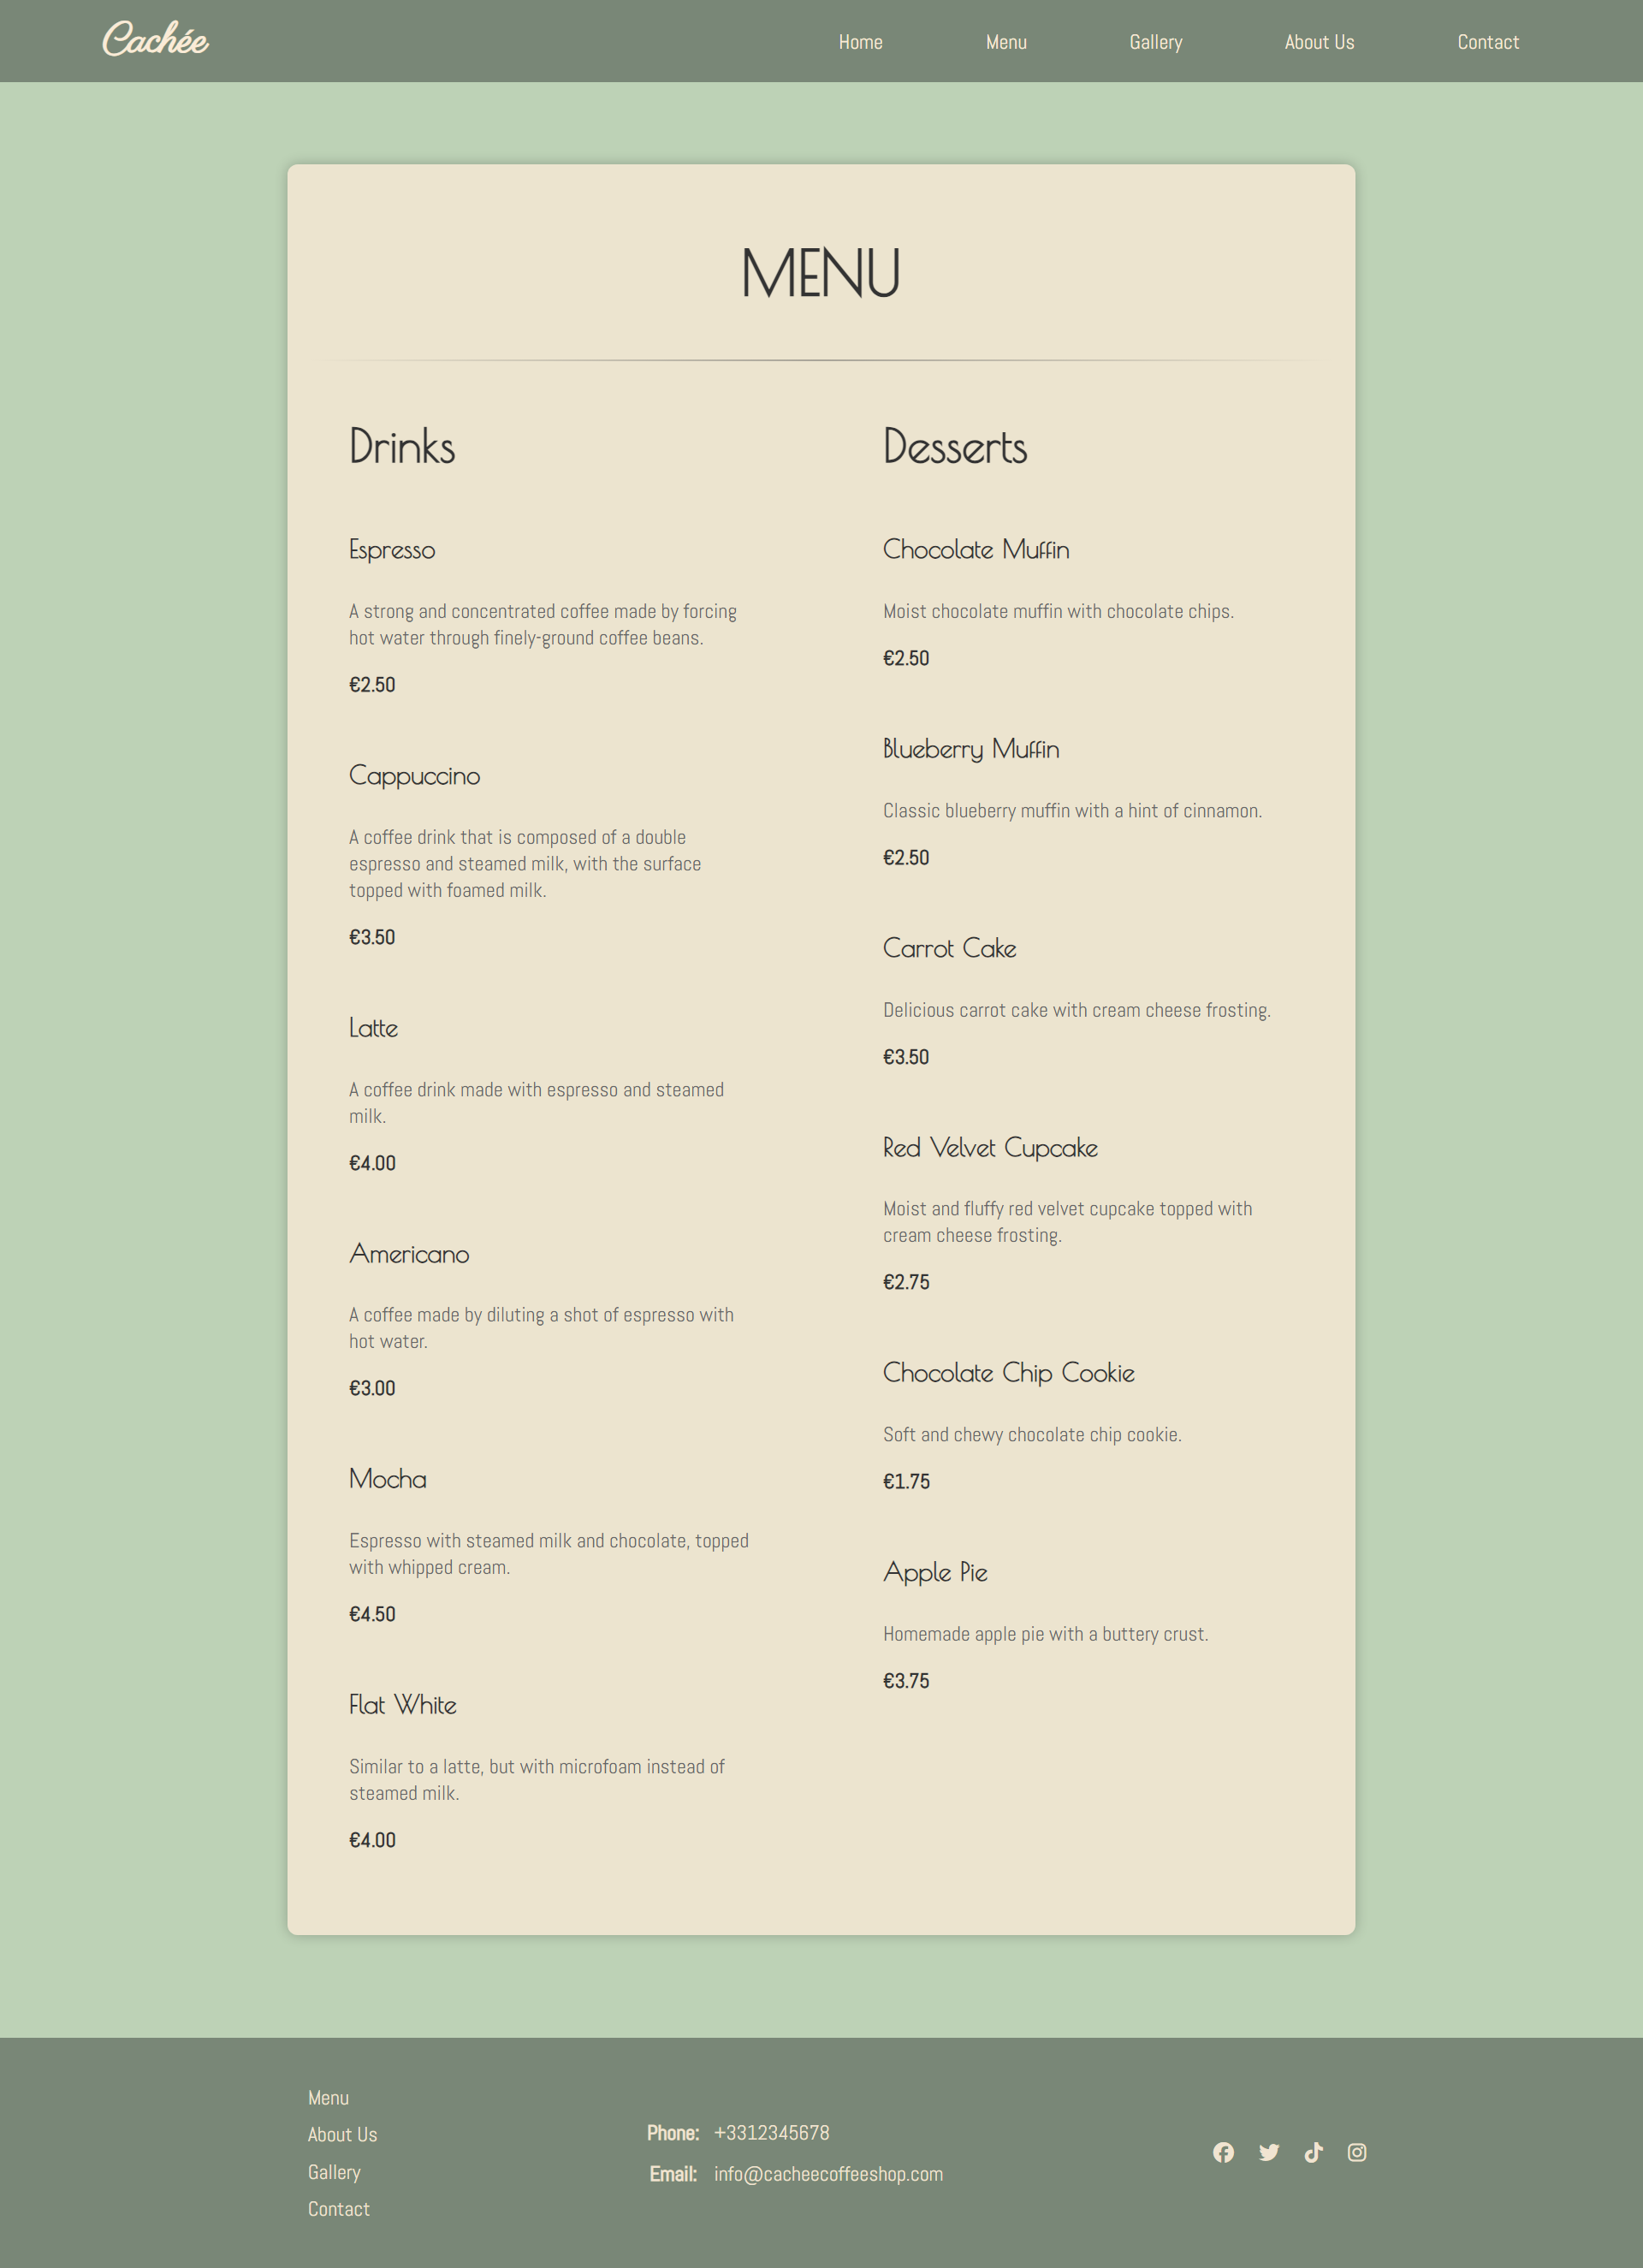 Cachée
Home
Menu
Gallery
About Us
Contact
MENU
Drinks
Espresso
A strong and concentrated coffee made by forcing
hot water through finely-ground coffee beans.
€2.50
Cappuccino
A coffee drink that is composed of a double
espresso and steamed milk, with the surface
topped with foamed milk.
€3.50
Latte
A coffee drink made with espresso and steamed
milk.
€4.00
Americano
A coffee made by diluting a shot of espresso with
hot water.
€3.00
Mocha
Espresso with steamed milk and chocolate, topped
with whipped cream.
€4.50
Flat White
Similar to a latte, but with microfoam instead of
steamed milk.
€4.00
Desserts
Chocolate Muffin
Moist chocolate muffin with chocolate chips.
€2.50
Blueberry Muffin
Classic blueberry muffin with a hint of cinnamon.
€2.50
Carrot Cake
Delicious carrot cake with cream cheese frosting.
€3.50
Red Velvet Cupcake
Moist and fluffy red velvet cupcake topped with
cream cheese frosting.
€2.75
Chocolate Chip Cookie
Soft and chewy chocolate chip cookie.
€1.75
Apple Pie
Homemade apple pie with a buttery crust.
€3.75
Menu
About Us
Gallery
Contact
Phone: +3312345678
Email: info@cacheecoffeeshop.com